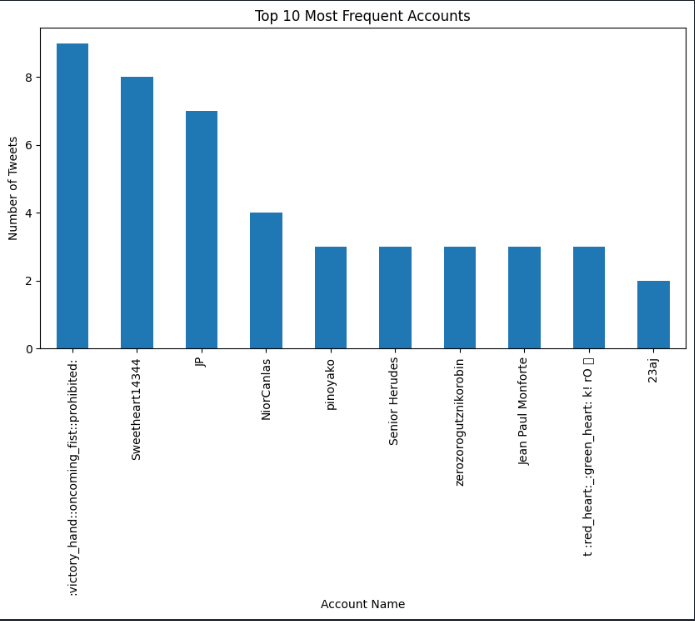 Top 10 Most Frequent Accounts
Number of Tweets
8
6
4
2
0
:victory_hand::oncoming_fist::prohibited:
Sweetheart14344
JP
NiorCanlas
pinoyako
Senior Herudes
zerozorogutznikorobin
Jean Paul Monforte
t :red_heart:_:green_heart: k! rO ▯
23aj
Account Name